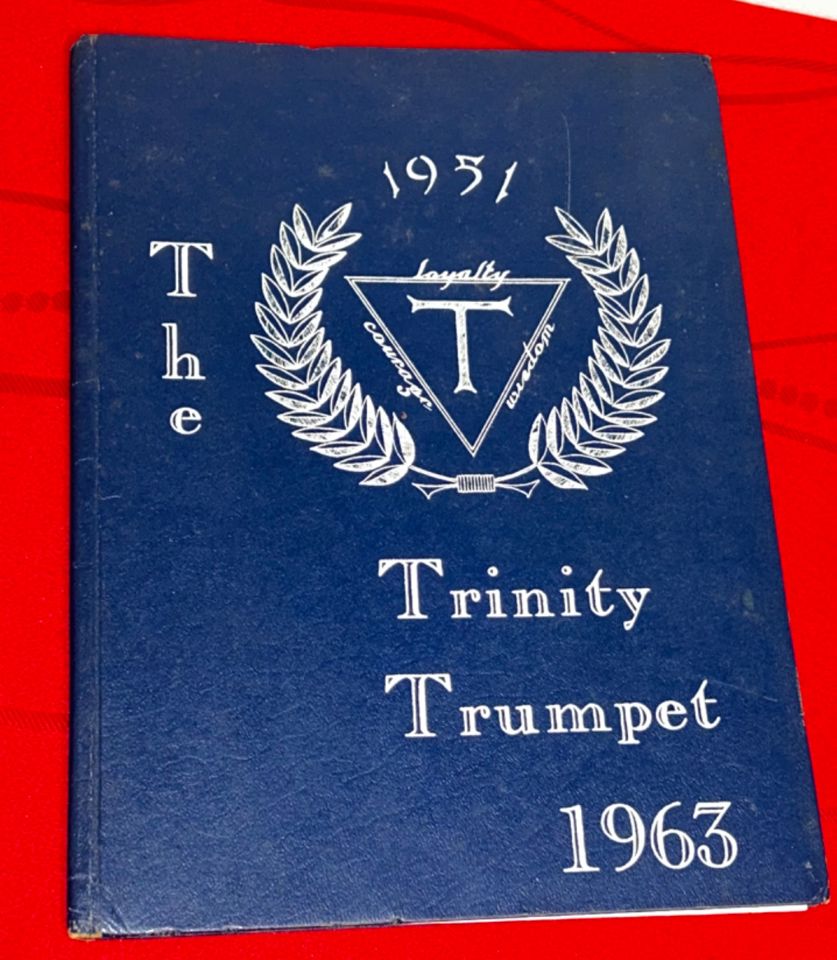 1951
The
loyalty
T
courage
wisdom
Trinity
Trumpet
1963